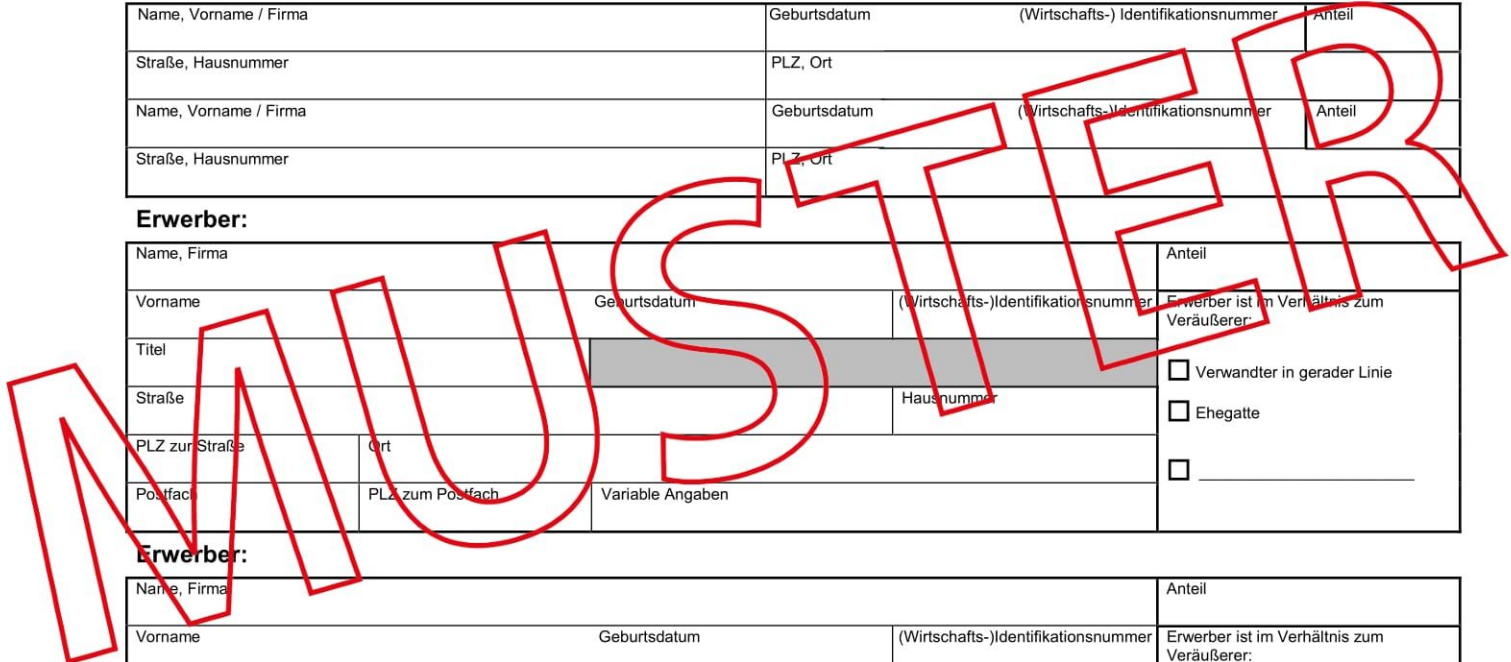 Name, Vorname / Firma Geburtsdatum (Wirtschafts-) Identifikationsnummer Anteil
Straße, Hausnummer PLZ, Ort
Name, Vorname / Firma Geburtsdatum (Wirtschafts-)Identifikationsnummer Anteil
Straße, Hausnummer PLZ, Ort
Erwerber:
Name, Firma Anteil
Vorname Geburtsdatum (Wirtschafts-)Identifikationsnummer Erwerber ist im Verhältnis zum
Veräußerer:
Titel
Verwandter in gerader Linie
Straße Hausnummer
Ehegatte
PLZ zur Straße Ort
Postfach PLZ zum Postfach Variable Angaben
Erwerber:
Name, Firma Anteil
Vorname Geburtsdatum (Wirtschafts-)Identifikationsnummer Erwerber ist im Verhältnis zum
Veräußerer:
MUSTER